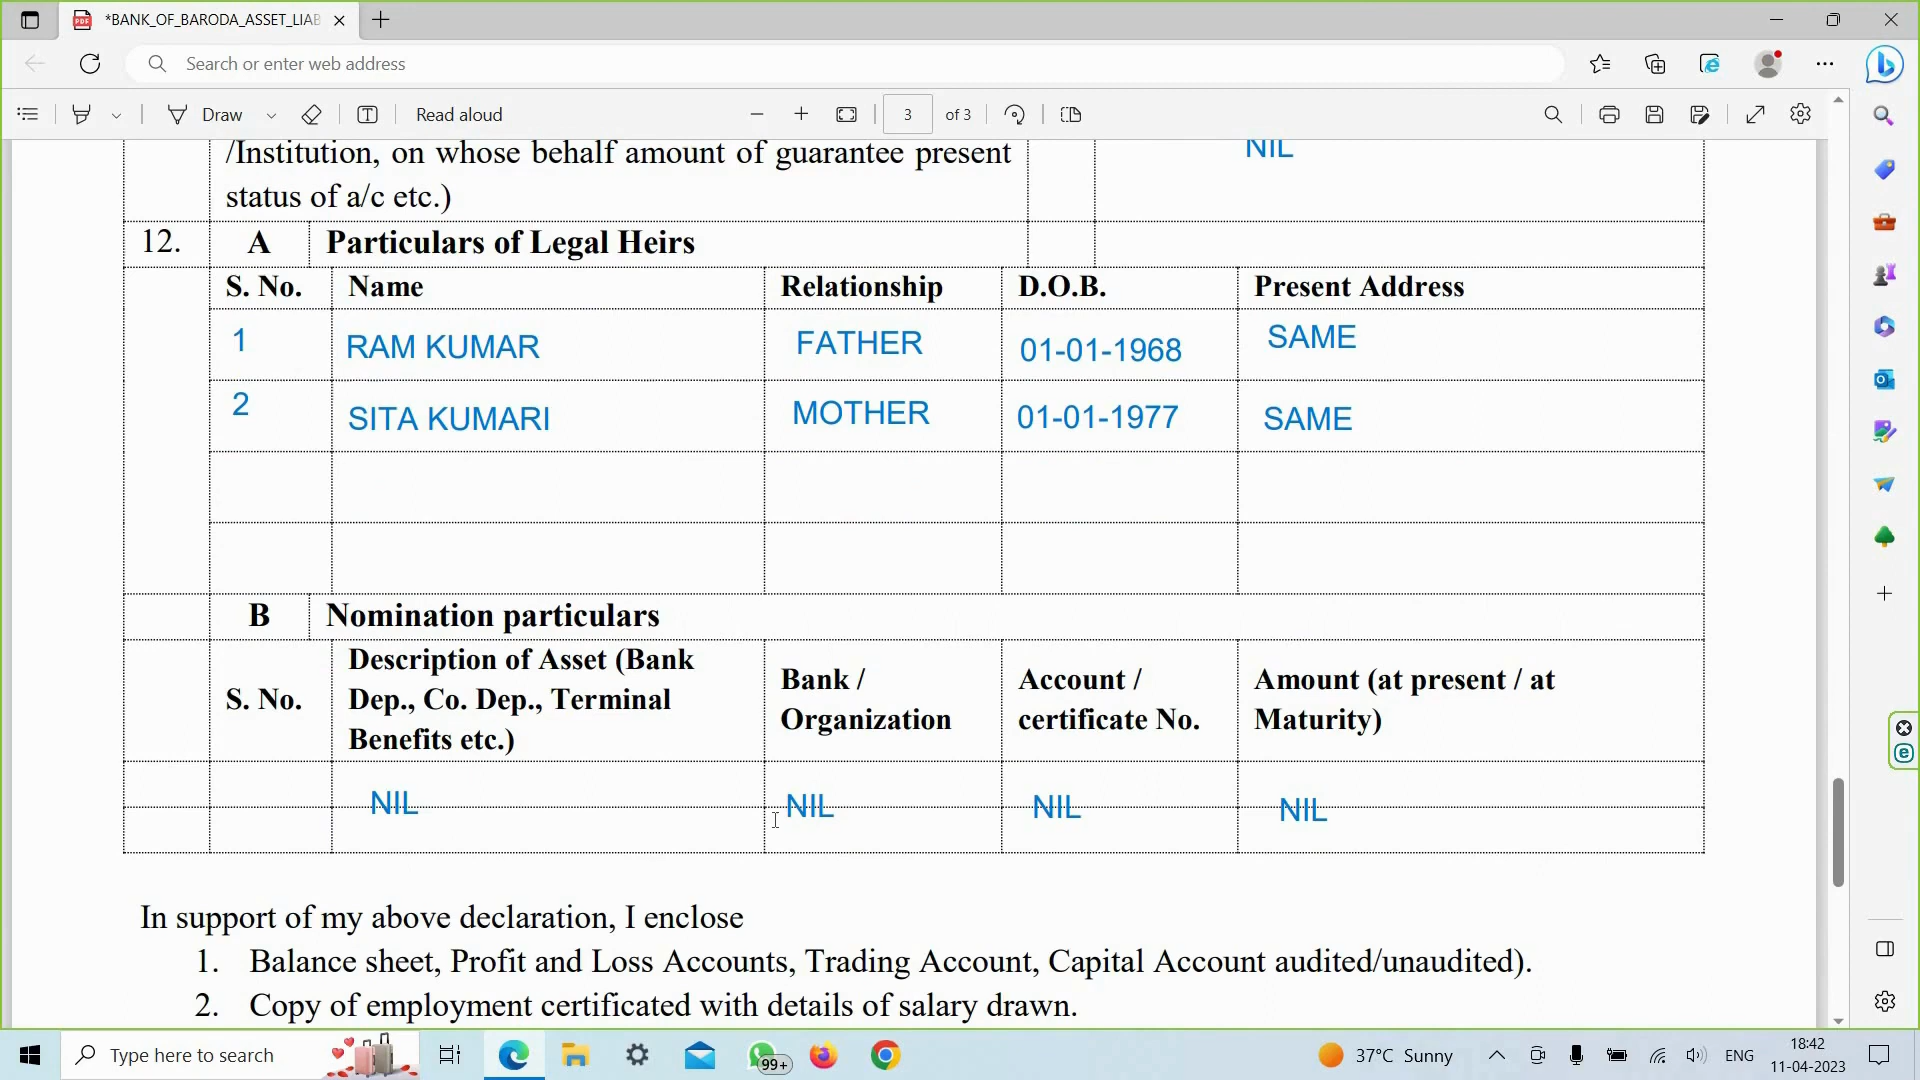 *BANK_OF_BARODA_ASSET_LIAB
Search or enter web address
Draw
Read aloud
3 of 3
/Institution, on whose behalf amount of guarantee present
status of a/c etc.)
NIL
12. A Particulars of Legal Heirs
S. No. Name Relationship D.O.B. Present Address
1 RAM KUMAR FATHER 01-01-1968 SAME
2 SITA KUMARI MOTHER 01-01-1977 SAME
B Nomination particulars
S. No.
Description of Asset (Bank
Dep., Co. Dep., Terminal
Benefits etc.)
Bank /
Organization
Account /
certificate No.
Amount (at present / at
Maturity)
NIL NIL NIL NIL
In support of my above declaration, I enclose
1. Balance sheet, Profit and Loss Accounts, Trading Account, Capital Account audited/unaudited).
2. Copy of employment certificated with details of salary drawn.
Type here to search
99+
37°C Sunny
ENG
18:42
11-04-2023